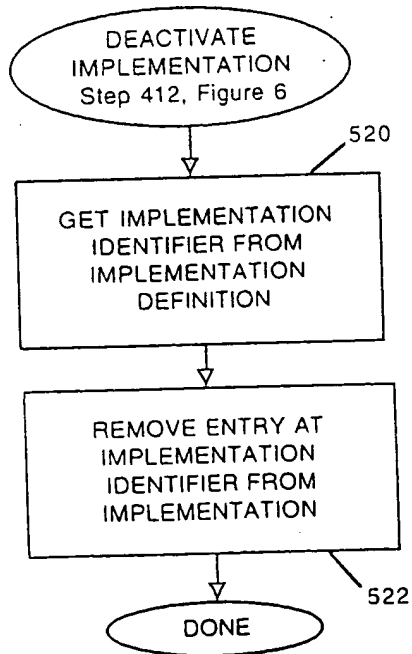 DEACTIVATE
IMPLEMENTATION
Step 412, Figure 6
520
GET IMPLEMENTATION
IDENTIFIER FROM
IMPLEMENTATION
DEFINITION
REMOVE ENTRY AT
IMPLEMENTATION
IDENTIFIER FROM
IMPLEMENTATION
522
DONE